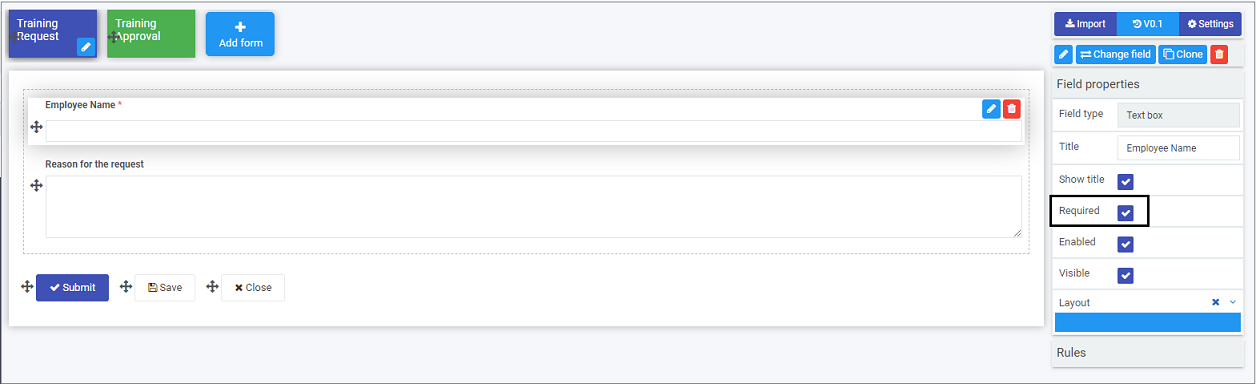 Training
Request
Training
Approval
Add form
Import
V0.1
Settings
Change field
Clone
Employee Name *
Reason for the request
Submit
Save
Close
Field properties
Field type
Text box
Title
Employee Name
Show title
Required
Enabled
Visible
Layout
Rules